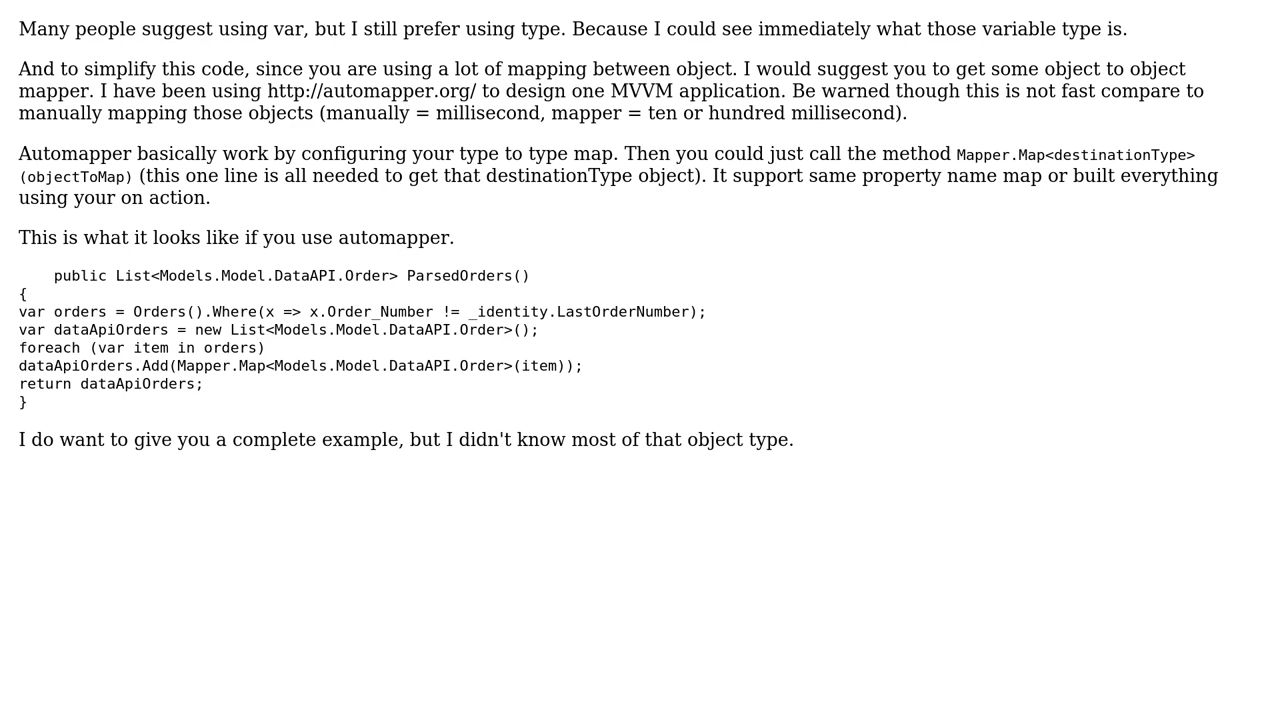 Many people suggest using var, but I still prefer using type. Because I could see immediately what those variable type is.
And to simplify this code, since you are using a lot of mapping between object. I would suggest you to get some object to object
mapper. I have been using http://automapper.org/ to design one MVVM application. Be warned though this is not fast compare to
manually mapping those objects (manually = millisecond, mapper = ten or hundred millisecond).
Automapper basically work by configuring your type to type map. Then you could just call the method Mapper.Map<destinationType>
(objectToMap) (this one line is all needed to get that destinationType object). It support same property name map or built everything
using your on action.
This is what it looks like if you use automapper.
    public List<Models.Model.DataAPI.Order> ParsedOrders()
{
var orders = Orders().Where(x => x.Order_Number != _identity.LastOrderNumber);
var dataApiOrders = new List<Models.Model.DataAPI.Order>();
foreach (var item in orders)
dataApiOrders.Add(Mapper.Map<Models.Model.DataAPI.Order>(item));
return dataApiOrders;
}
I do want to give you a complete example, but I didn't know most of that object type.